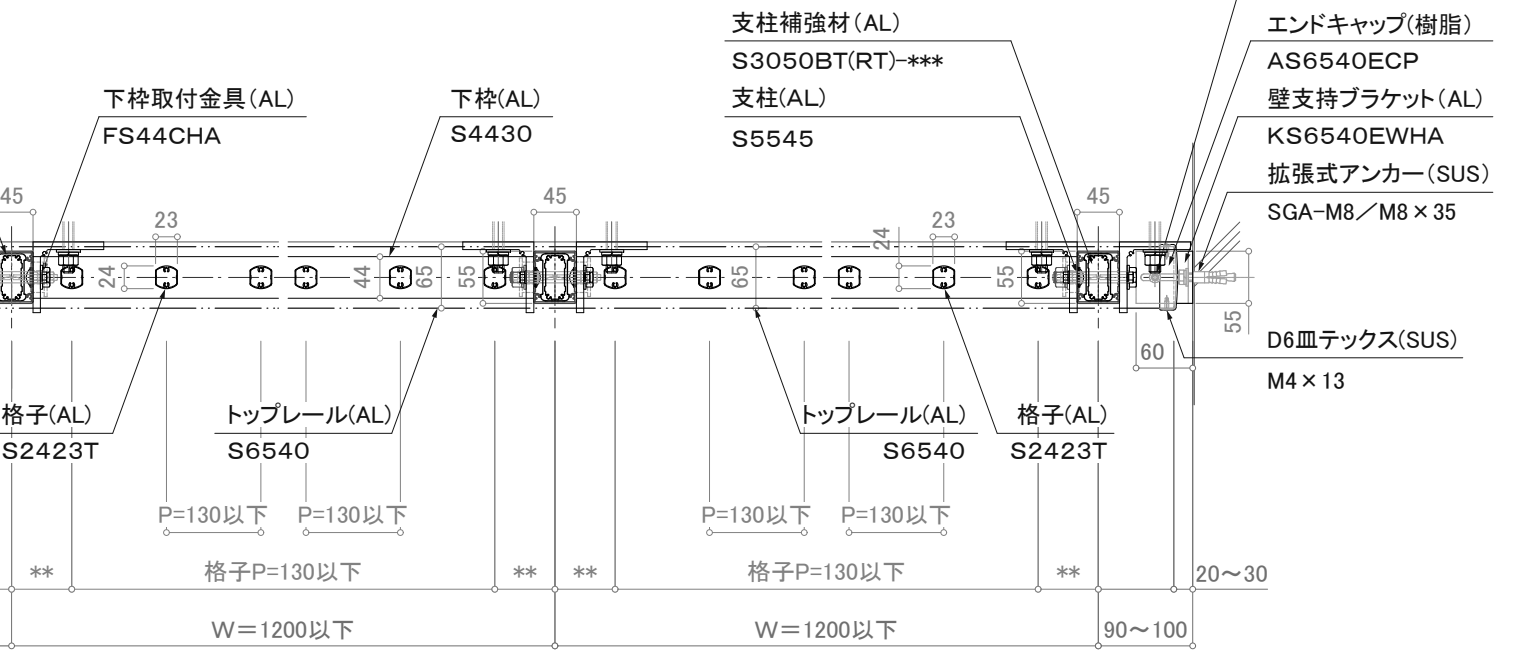 支柱補強材(AL)
S3050BT(RT)-***
支柱(AL)
S5545
エンドキャップ(樹脂)
AS6540ECP
壁支持ブラケット(AL)
KS6540EWHA
拡張式アンカー(SUS)
SGA-M8/M8×35
下枠取付金具(AL)
FS44CHA
下枠(AL)
S4430
45
23
45
23
45
24
24
44
65
55
65
55
55
60
D6皿テックス(SUS)
M4×13
格子(AL)
S2423T
トップレール(AL)
S6540
トップレール(AL)
S6540
格子(AL)
S2423T
P=130以下
P=130以下
P=130以下
P=130以下
**
格子P=130以下
**
**
格子P=130以下
**
20~30
W=1200以下
W=1200以下
90~100